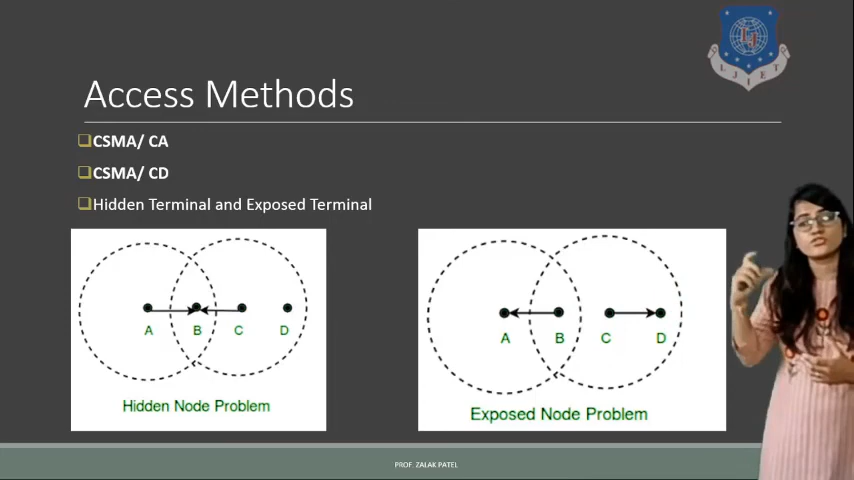 LJIET
Access Methods
❑CSMA/ CA
❑CSMA/ CD
❑Hidden Terminal and Exposed Terminal
A B C D
Hidden Node Problem
A B C D
Exposed Node Problem
PROF. ZALAK PATEL